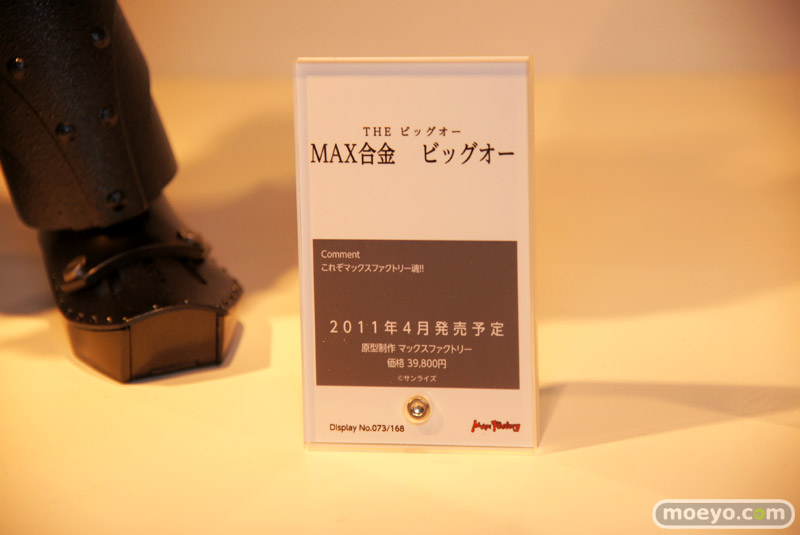 THE ビッグオー
MAX合金　ビッグオー
Comment
これぞマックスファクトリー魂!!
2011年4月発売予定
原型制作 マックスファクトリー
価格 39,800円
©サンライズ
Display No.073/168
Max Factory
moeyo.com